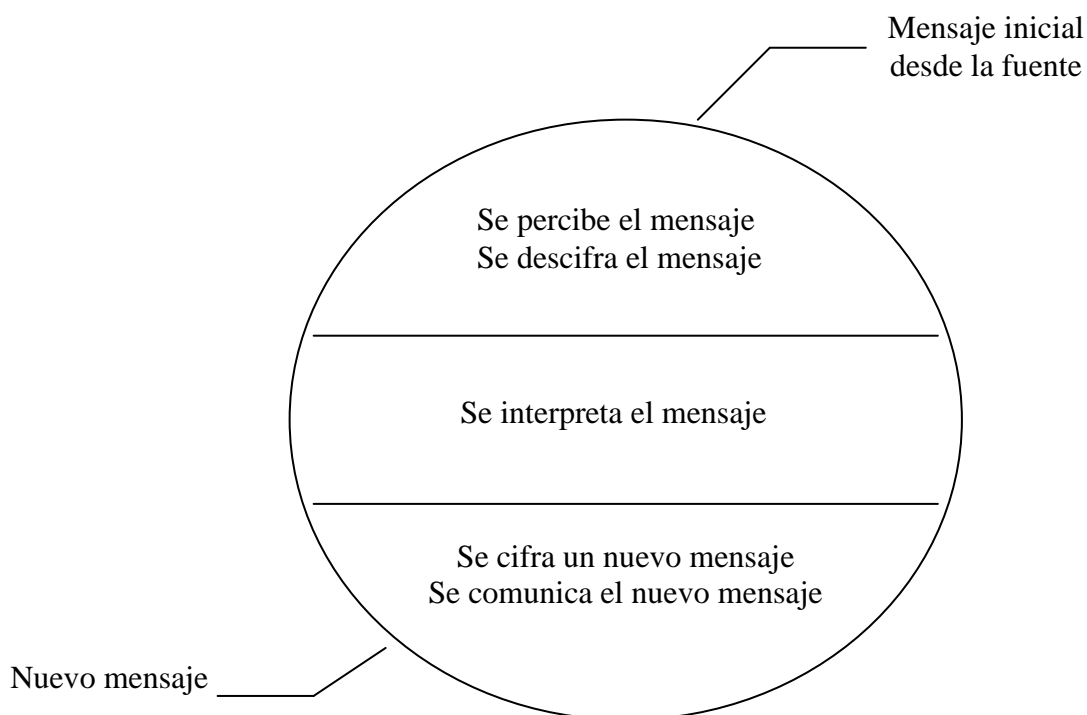 Mensaje inicial
desde la fuente
Se percibe el mensaje
Se descifra el mensaje
Se interpreta el mensaje
Se cifra un nuevo mensaje
Se comunica el nuevo mensaje
Nuevo mensaje